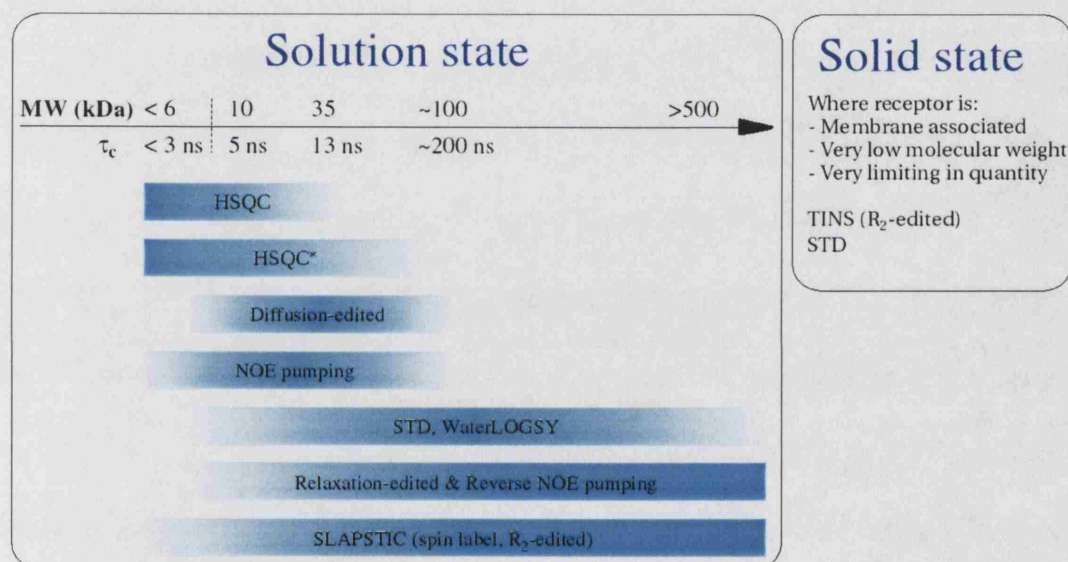 Solution state
MW (kDa) < 6 10 35 ~100 >500
τc < 3 ns 5 ns 13 ns ~200 ns
HSQC
HSQC*
Diffusion-edited
NOE pumping
STD, WaterLOGSY
Relaxation-edited & Reverse NOE pumping
SLAPSTIC (spin label, R2-edited)
Solid state
Where receptor is:
- Membrane associated
- Very low molecular weight
- Very limiting in quantity
TINS (R2-edited)
STD